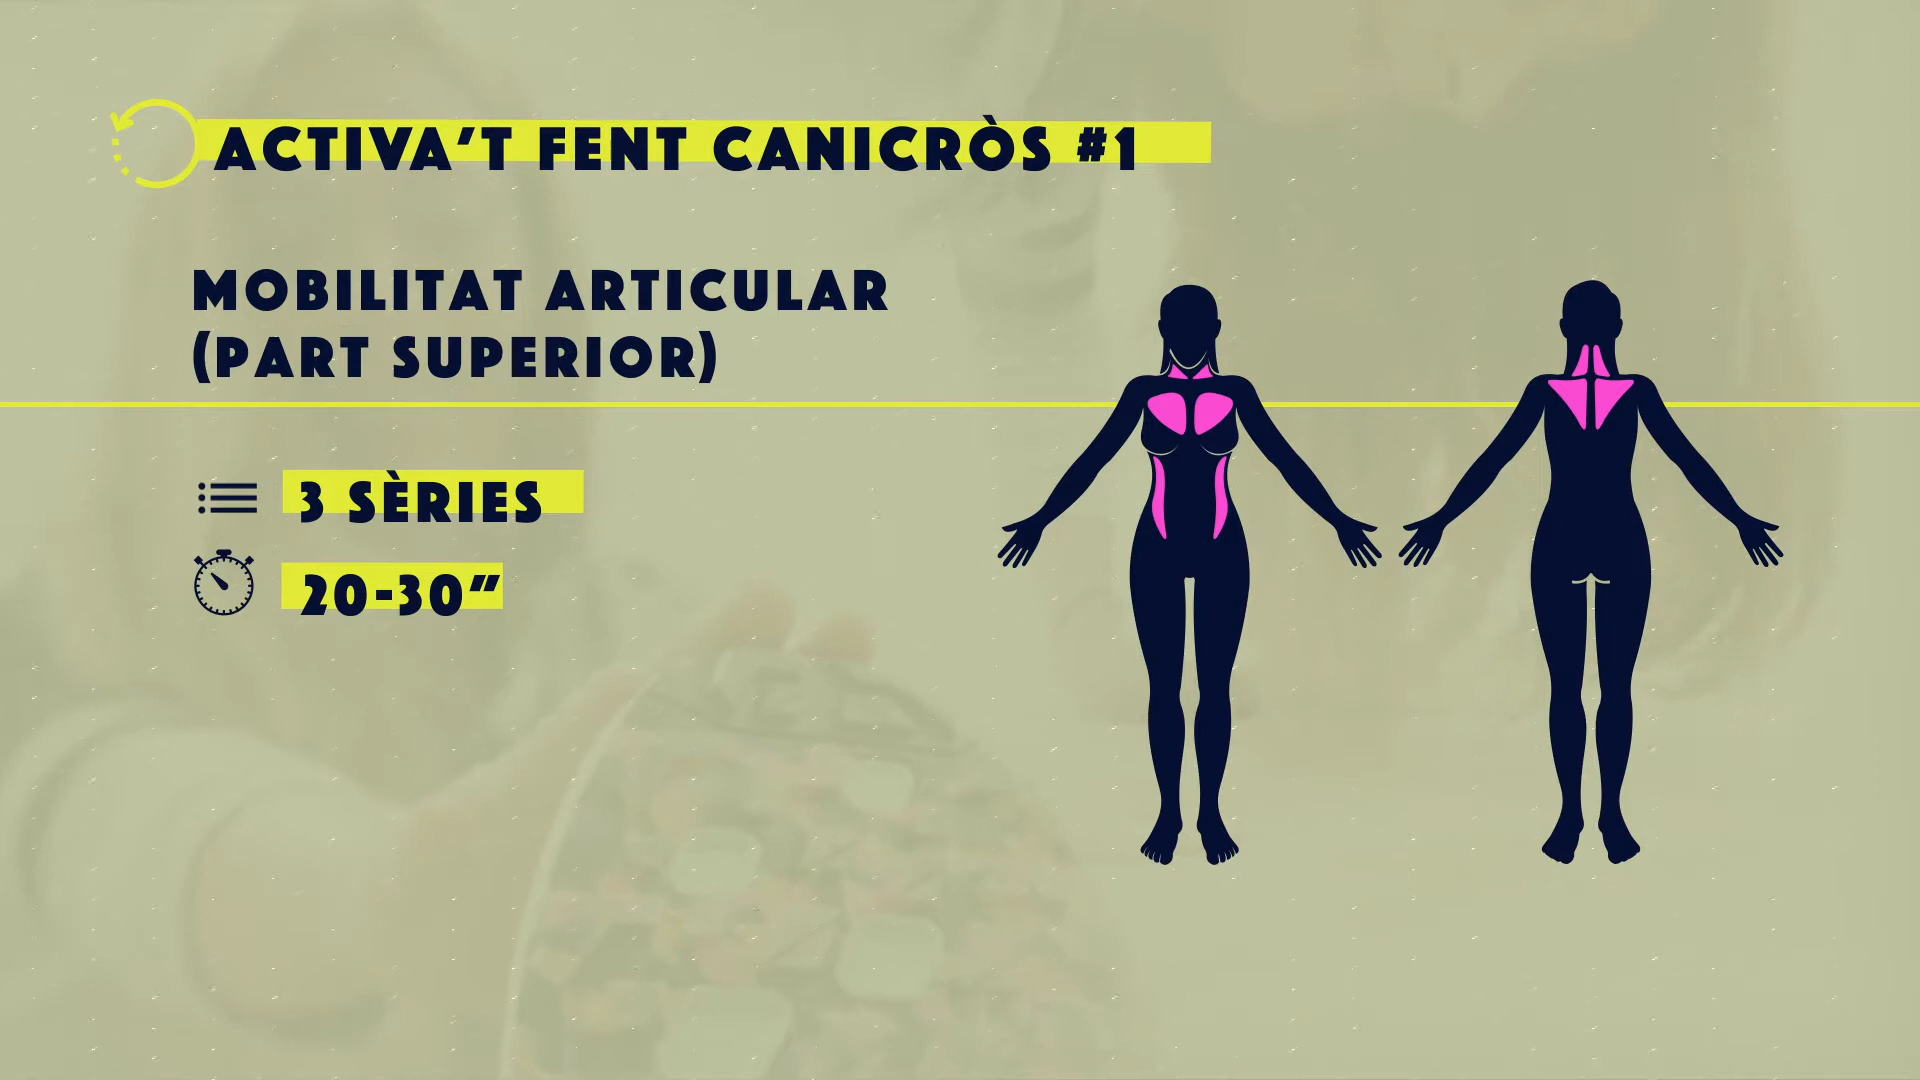 ACTIVA'T FENT CANICRÒS #1
MOBILITAT ARTICULAR
(PART SUPERIOR)
3 SÈRIES
20-30"